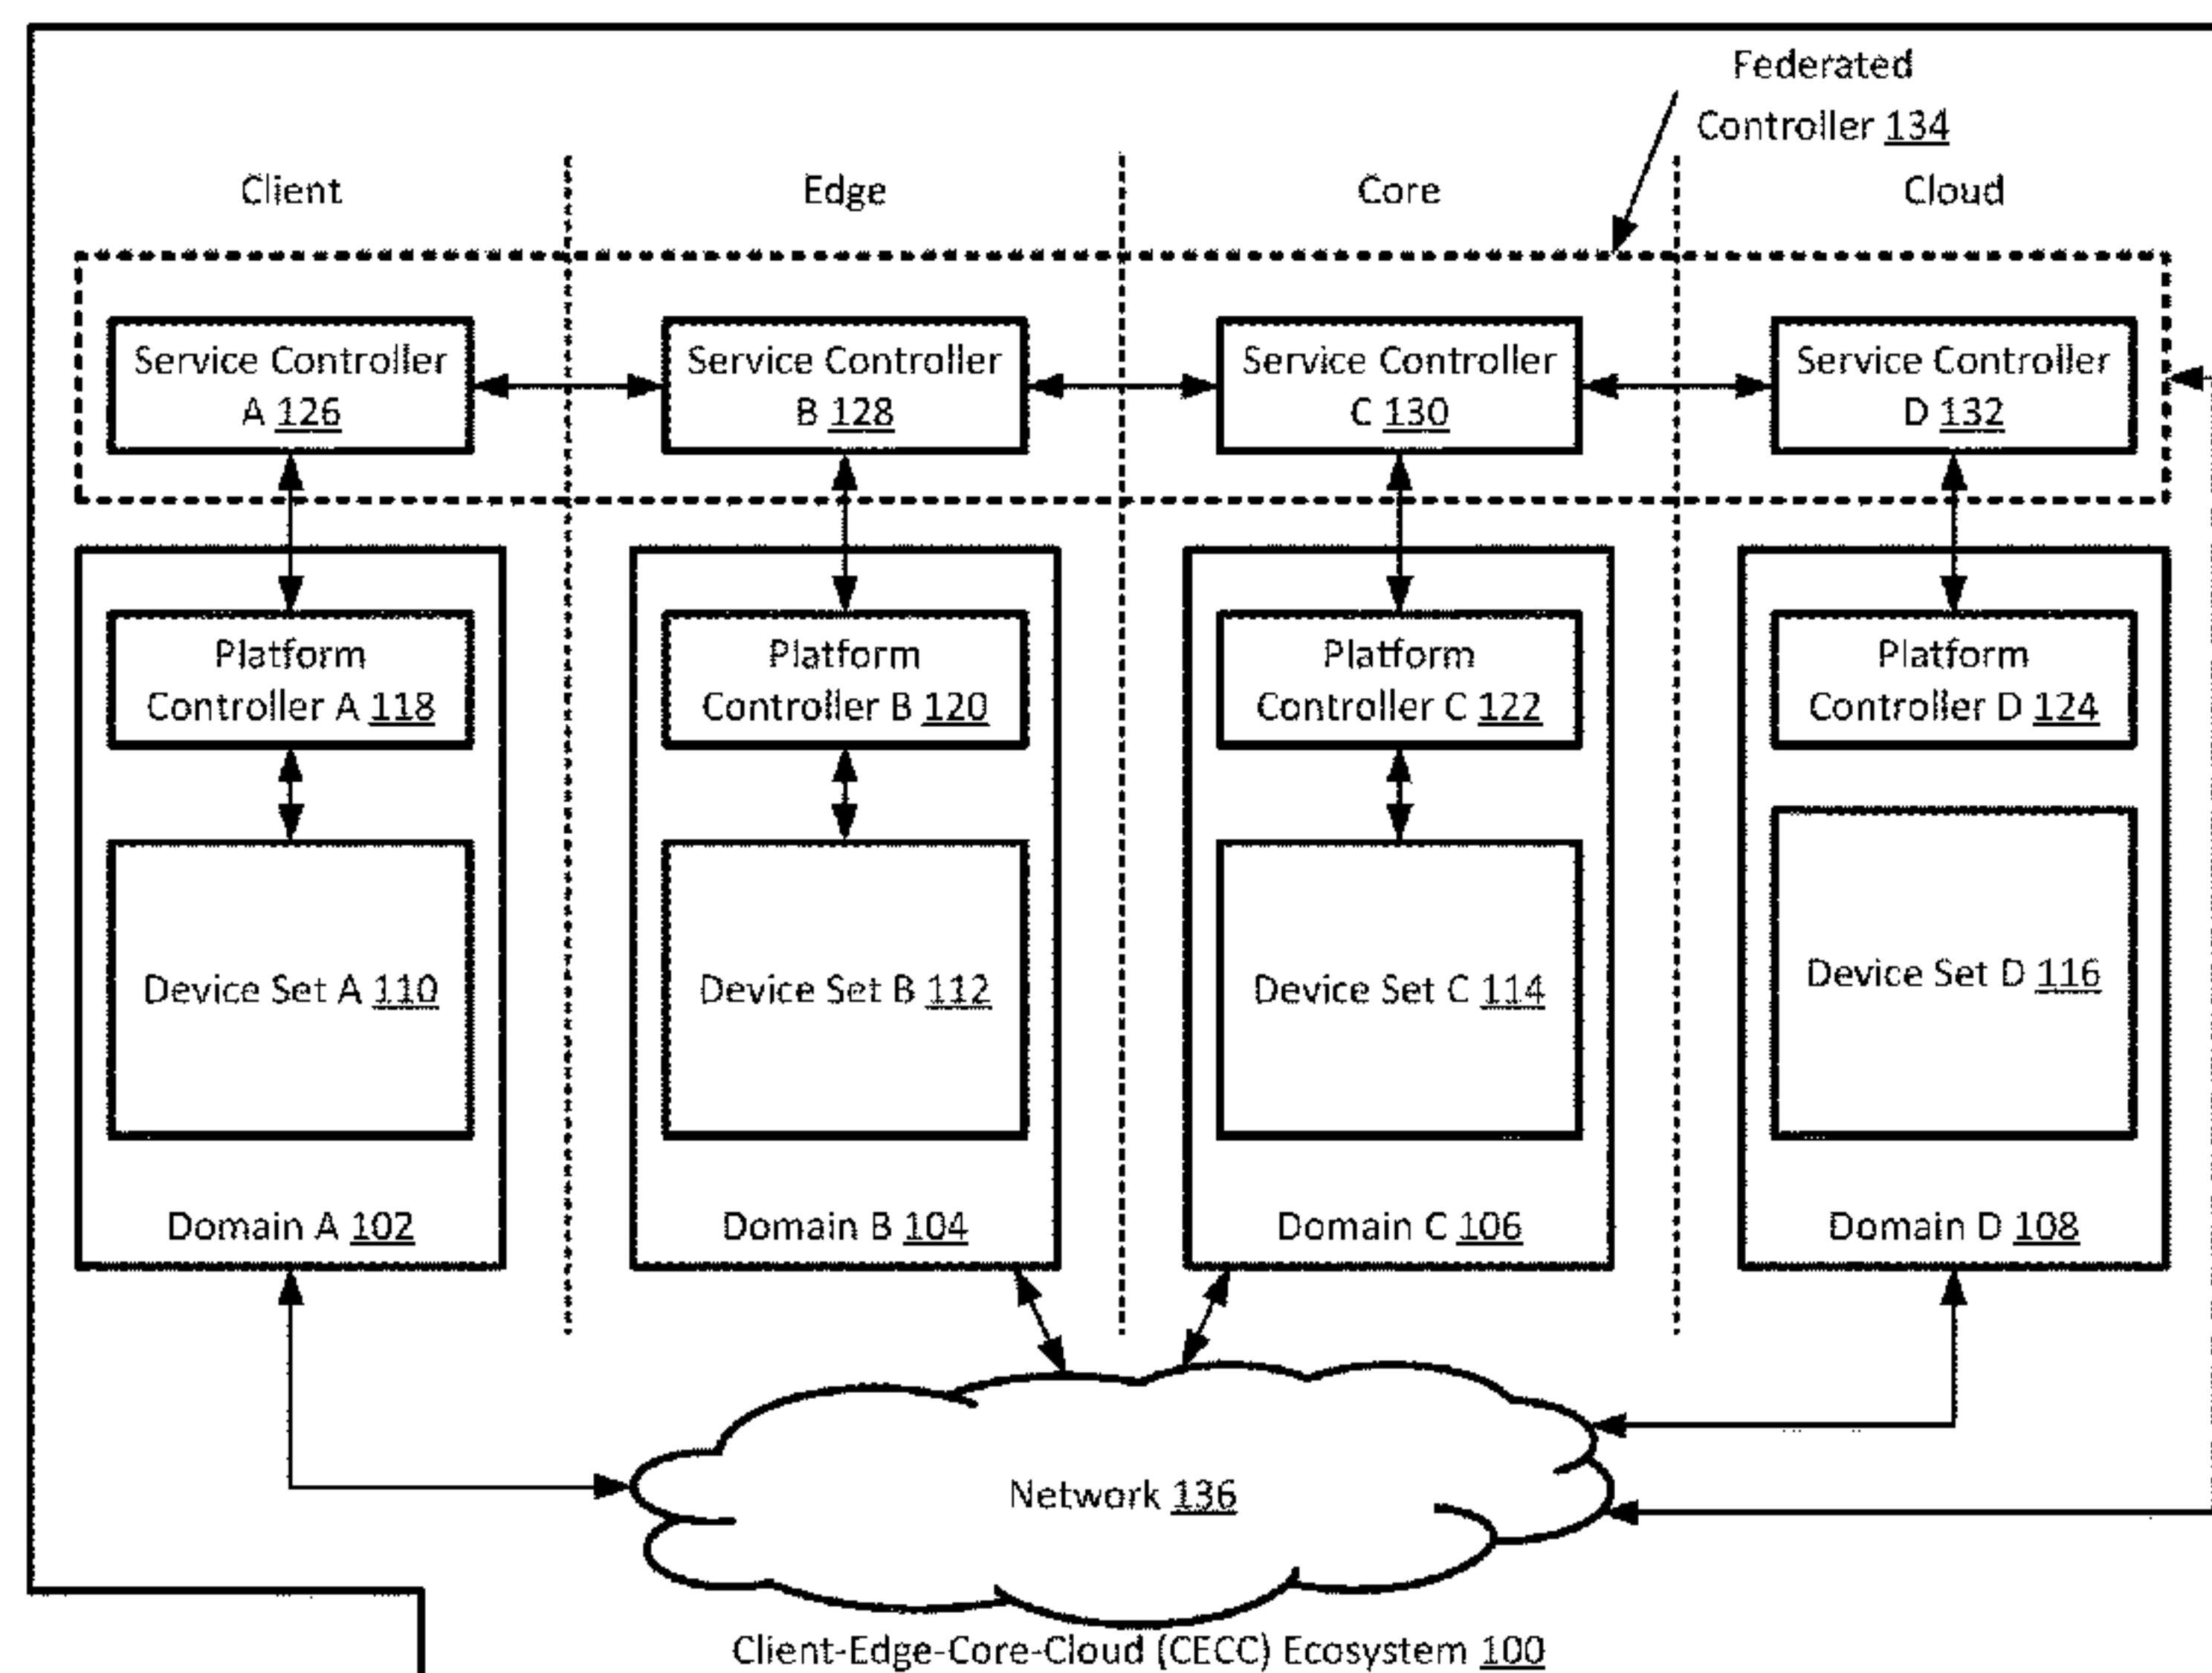 Federated
Controller 134
Client
Edge
Core
Cloud
Service Controller
A 126
Service Controller
B 128
Service Controller
C 130
Service Controller
D 132
Platform
Controller A 118
Platform
Controller B 120
Platform
Controller C 122
Platform
Controller D 124
Device Set A 110
Device Set B 112
Device Set C 114
Device Set D 116
Domain A 102
Domain B 104
Domain C 106
Domain D 108
Network 136
Client-Edge-Core-Cloud (CECC) Ecosystem 100